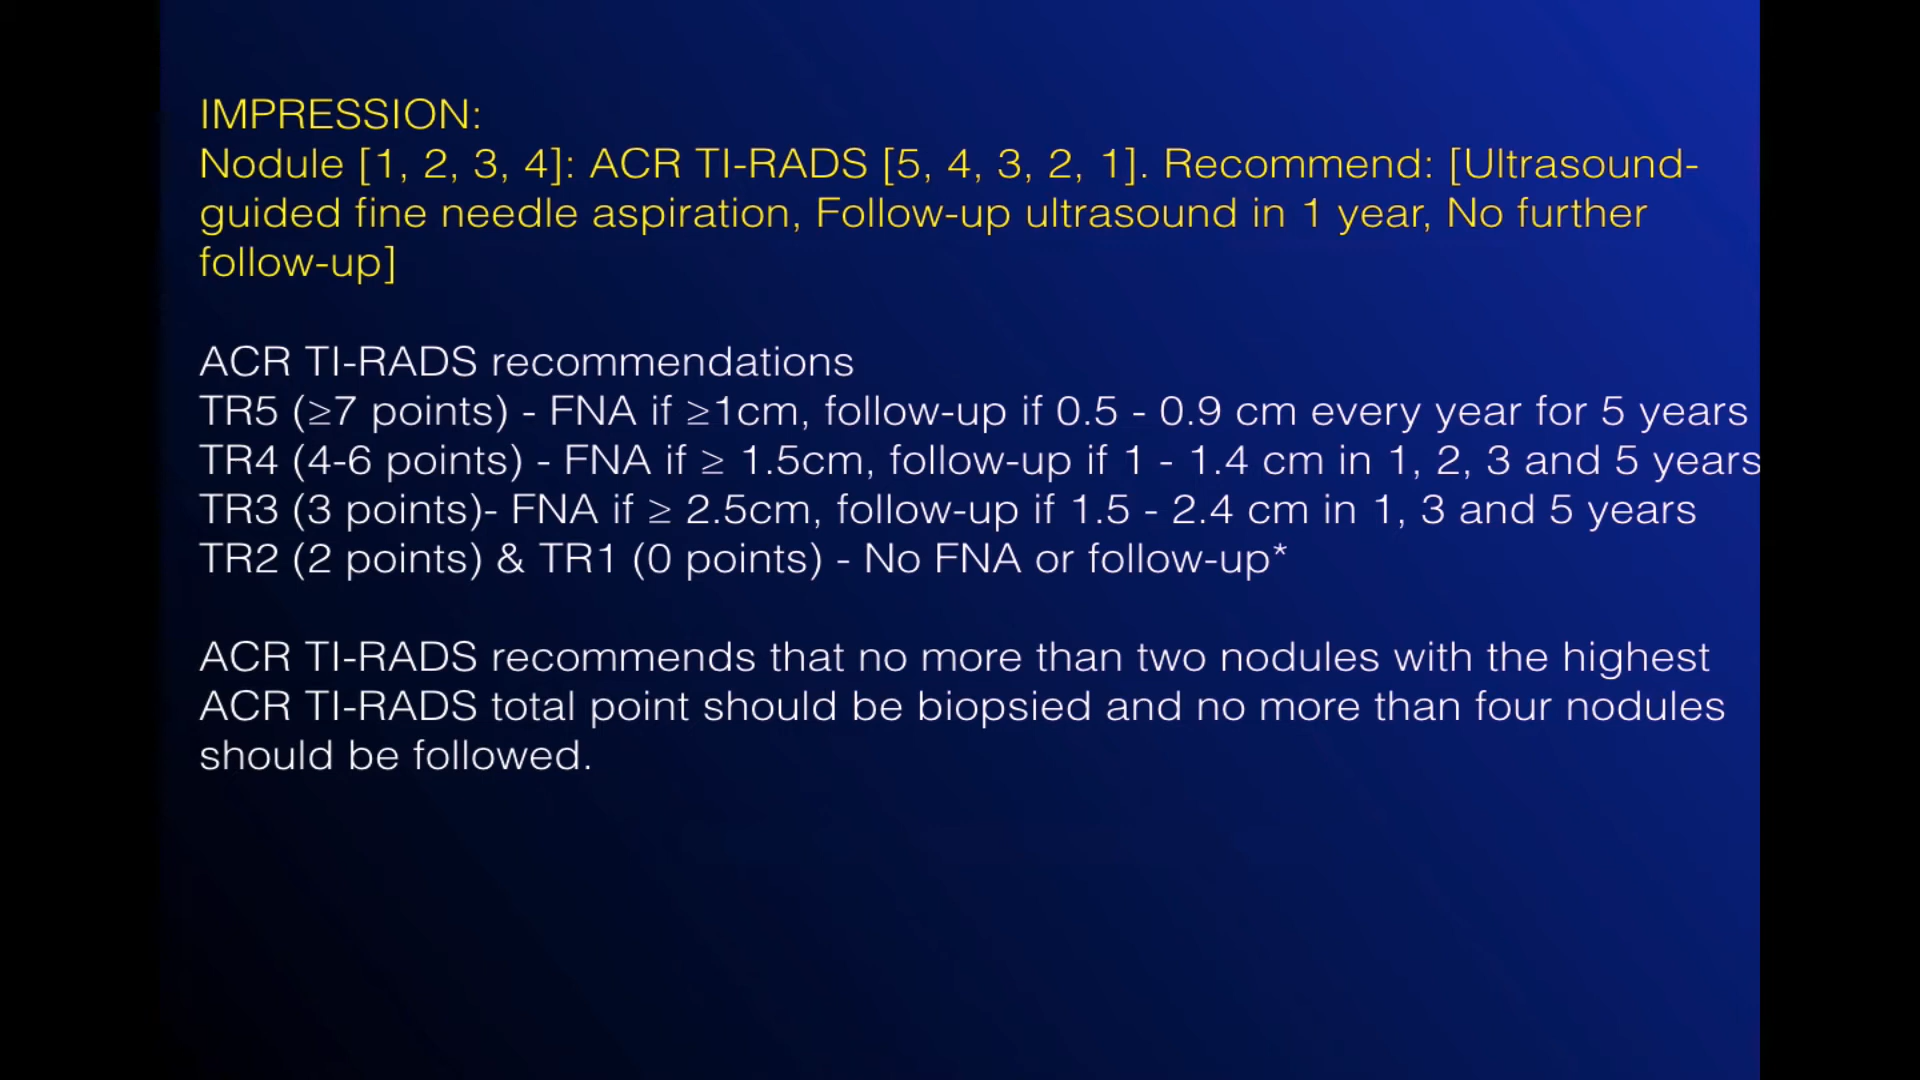 IMPRESSION:
Nodule [1, 2, 3, 4]: ACR TI-RADS [5, 4, 3, 2, 1]. Recommend: [Ultrasound-
guided fine needle aspiration, Follow-up ultrasound in 1 year, No further
follow-up]
ACR TI-RADS recommendations
TR5 (≥7 points) - FNA if ≥1cm, follow-up if 0.5 - 0.9 cm every year for 5 years
TR4 (4-6 points) - FNA if ≥ 1.5cm, follow-up if 1 - 1.4 cm in 1, 2, 3 and 5 years
TR3 (3 points)- FNA if ≥ 2.5cm, follow-up if 1.5 - 2.4 cm in 1, 3 and 5 years
TR2 (2 points) & TR1 (0 points) - No FNA or follow-up*
ACR TI-RADS recommends that no more than two nodules with the highest
ACR TI-RADS total point should be biopsied and no more than four nodules
should be followed.